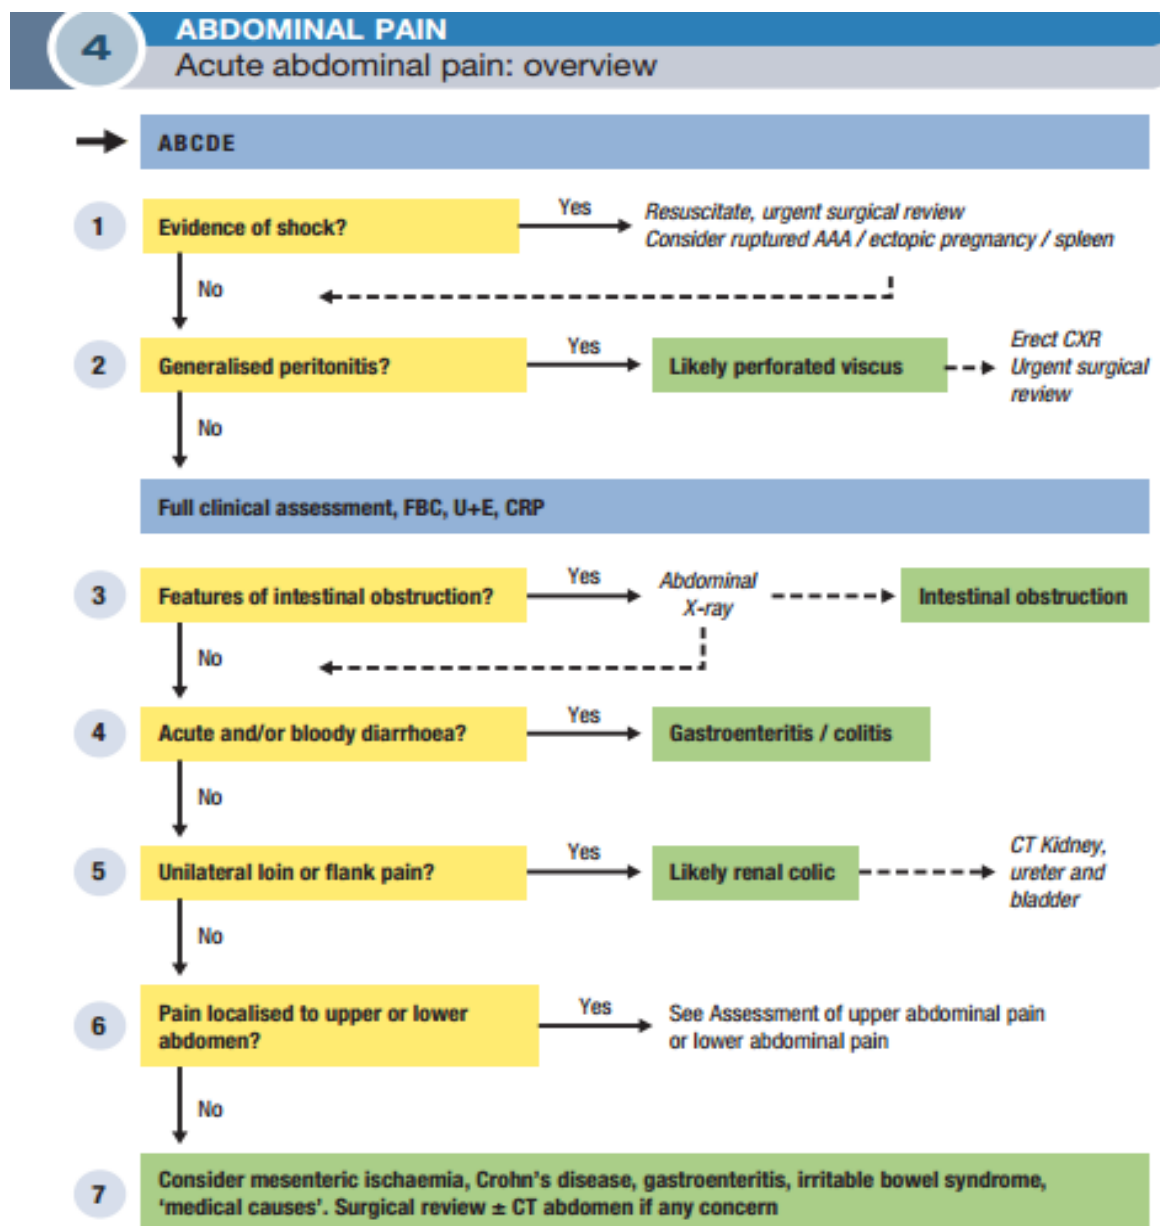 4
ABDOMINAL PAIN
Acute abdominal pain: overview
ABCDE
1
Evidence of shock?
Yes
Resuscitate, urgent surgical review
Consider ruptured AAA / ectopic pregnancy / spleen
No
2
Generalised peritonitis?
Yes
Likely perforated viscus
Erect CXR
Urgent surgical
review
No
Full clinical assessment, FBC, U+E, CRP
3
Features of intestinal obstruction?
Yes
Abdominal
X-ray
Intestinal obstruction
No
4
Acute and/or bloody diarrhoea?
Yes
Gastroenteritis / colitis
No
5
Unilateral loin or flank pain?
Yes
Likely renal colic
CT Kidney,
ureter and
bladder
No
6
Pain localised to upper or lower
abdomen?
Yes
See Assessment of upper abdominal pain
or lower abdominal pain
No
7
Consider mesenteric ischaemia, Crohn's disease, gastroenteritis, irritable bowel syndrome,
'medical causes'. Surgical review ± CT abdomen if any concern